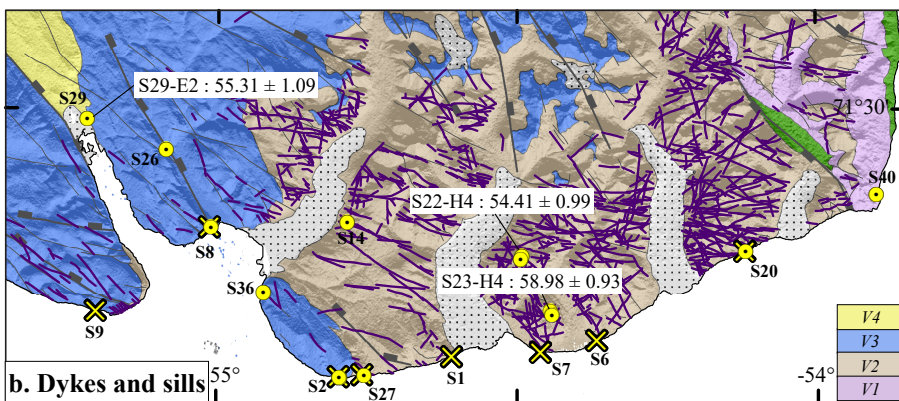 S29
S29-E2 : 55.31 ± 1.09
71°30'
S26
S40
S22-H4 : 54.41 ± 0.99
S14
S8
S20
S23-H4 : 58.98 ± 0.93
S36
S9
V4
S6
V3
S1
S7
V2
b. Dykes and sills
55°
S2
S27
-54°
V1